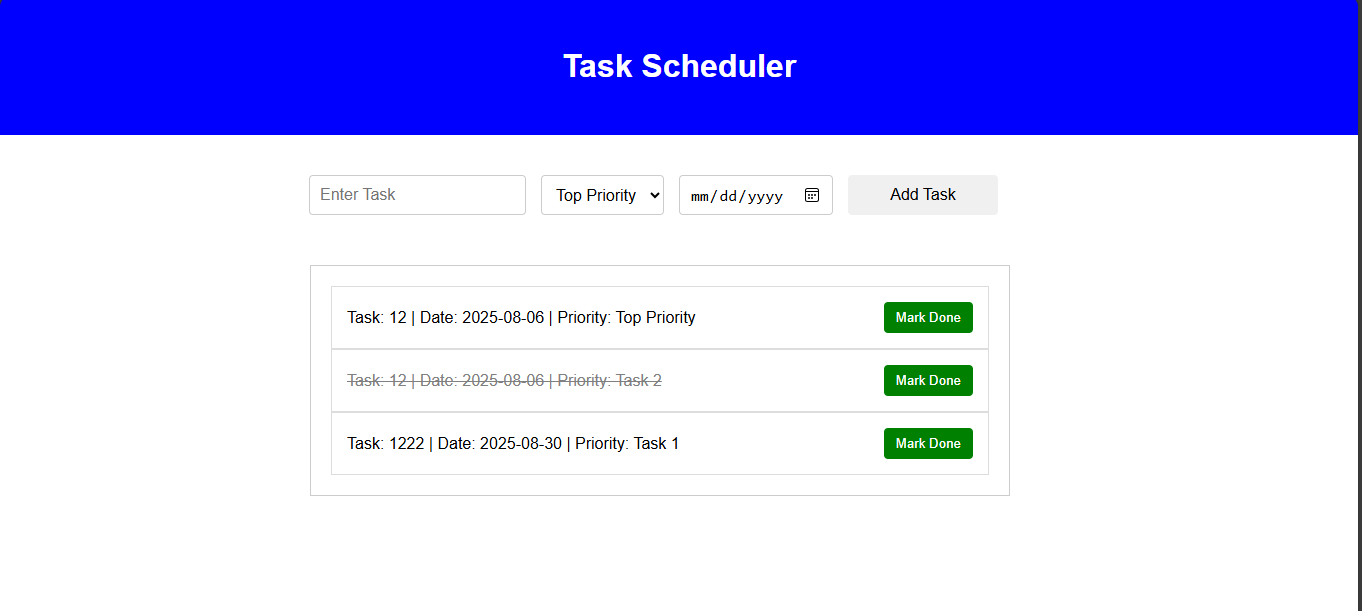 Task Scheduler
Enter Task Top Priority mm/dd/yyyy Add Task
Task: 12 | Date: 2025-08-06 | Priority: Top Priority Mark Done
Task: 12 | Date: 2025-08-06 | Priority: Task 2 Mark Done
Task: 1222 | Date: 2025-08-30 | Priority: Task 1 Mark Done